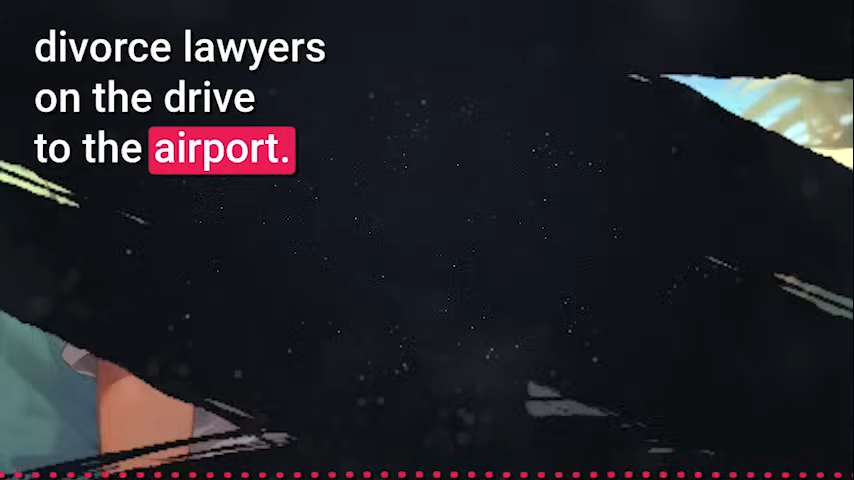 divorce lawyers
on the drive
to the airport.